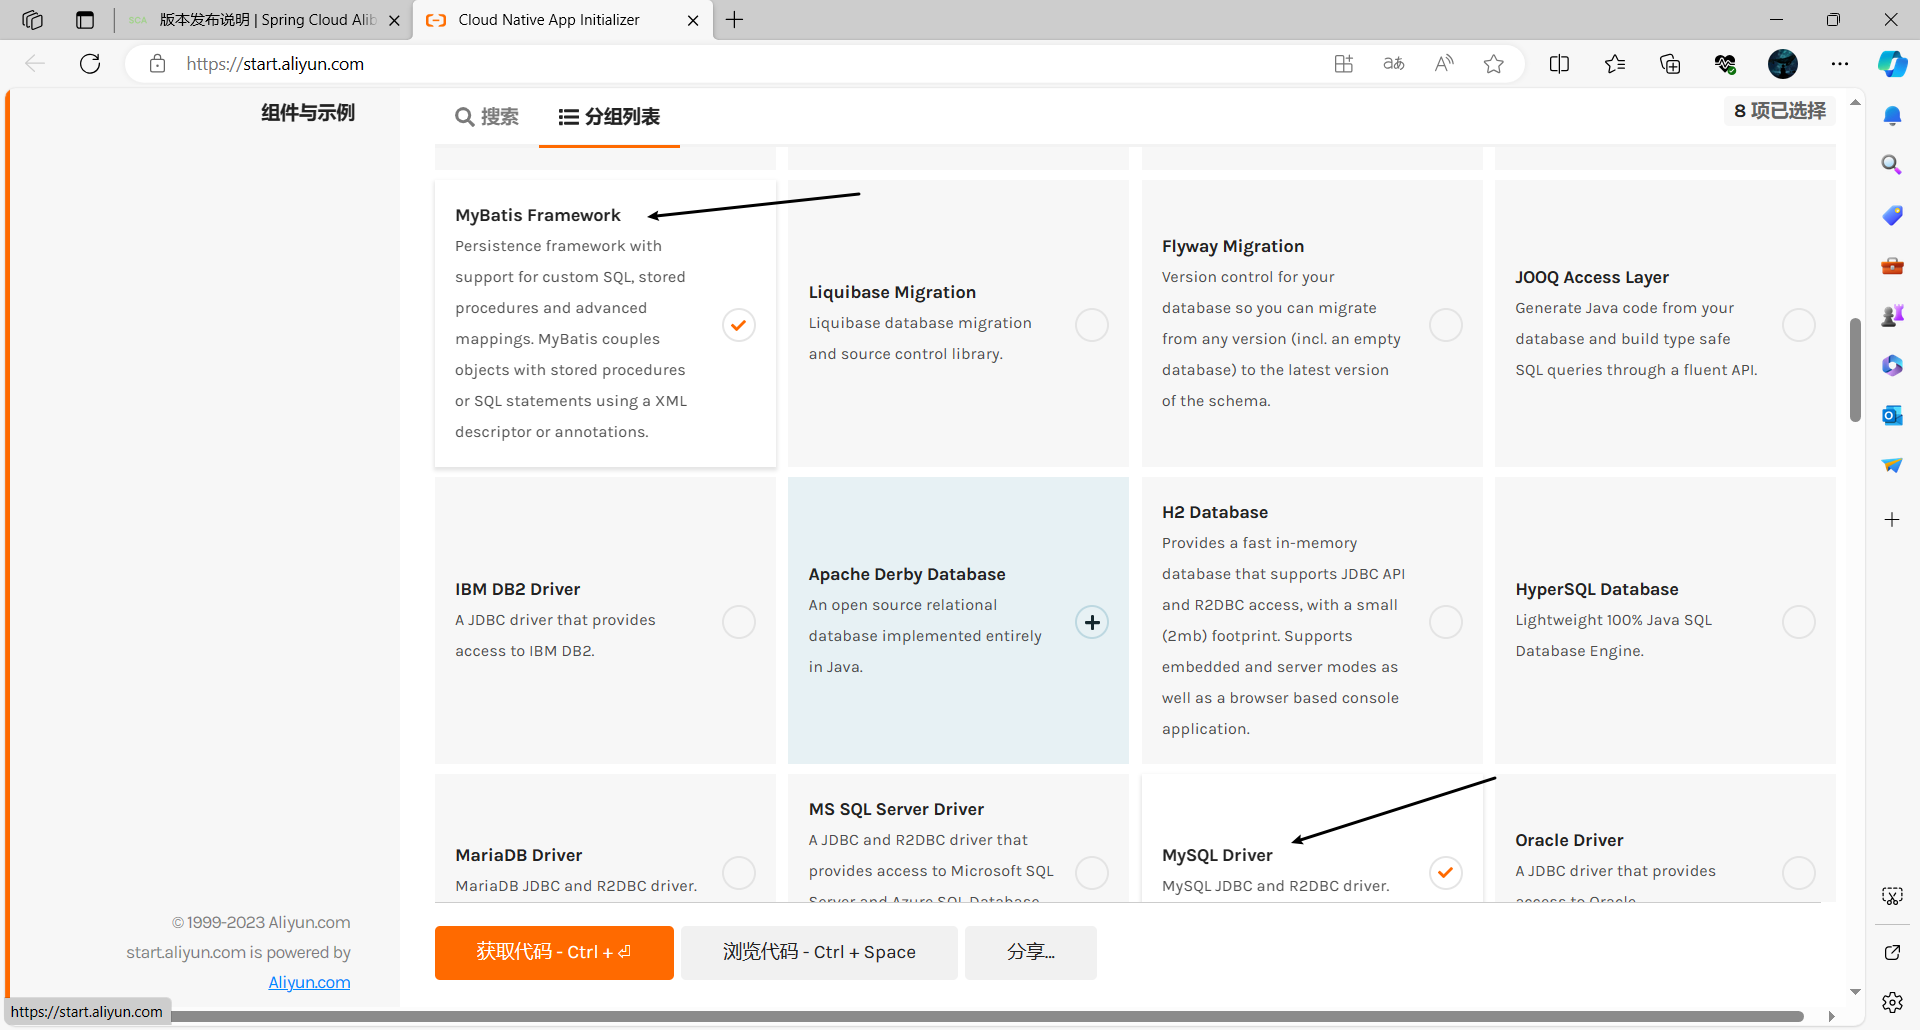 SCA 版本发布说明 | Spring Cloud Alib
Cloud Native App Initializer
https://start.aliyun.com
组件与示例
搜索
分组列表
8 项已选择
MyBatis Framework
Persistence framework with
support for custom SQL, stored
procedures and advanced
mappings. MyBatis couples
objects with stored procedures
or SQL statements using a XML
descriptor or annotations.
Liquibase Migration
Liquibase database migration
and source control library.
Flyway Migration
Version control for your
database so you can migrate
from any version (incl. an empty
database) to the latest version
of the schema.
JOOQ Access Layer
Generate Java code from your
database and build type safe
SQL queries through a fluent API.
IBM DB2 Driver
A JDBC driver that provides
access to IBM DB2.
Apache Derby Database
An open source relational
database implemented entirely
in Java.
H2 Database
Provides a fast in-memory
database that supports JDBC API
and R2DBC access, with a small
(2mb) footprint. Supports
embedded and server modes as
well as a browser based console
application.
HyperSQL Database
Lightweight 100% Java SQL
Database Engine.
MariaDB Driver
MariaDB JDBC and R2DBC driver.
MS SQL Server Driver
A JDBC and R2DBC driver that
provides access to Microsoft SQL
Server and Azure SQL Database
MySQL Driver
MySQL JDBC and R2DBC driver.
Oracle Driver
A JDBC driver that provides
access to Oracle.
© 1999-2023 Aliyun.com
start.aliyun.com is powered by
Aliyun.com
获取代码 - Ctrl + ⏎
浏览代码 - Ctrl + Space
分享...
https://start.aliyun.com